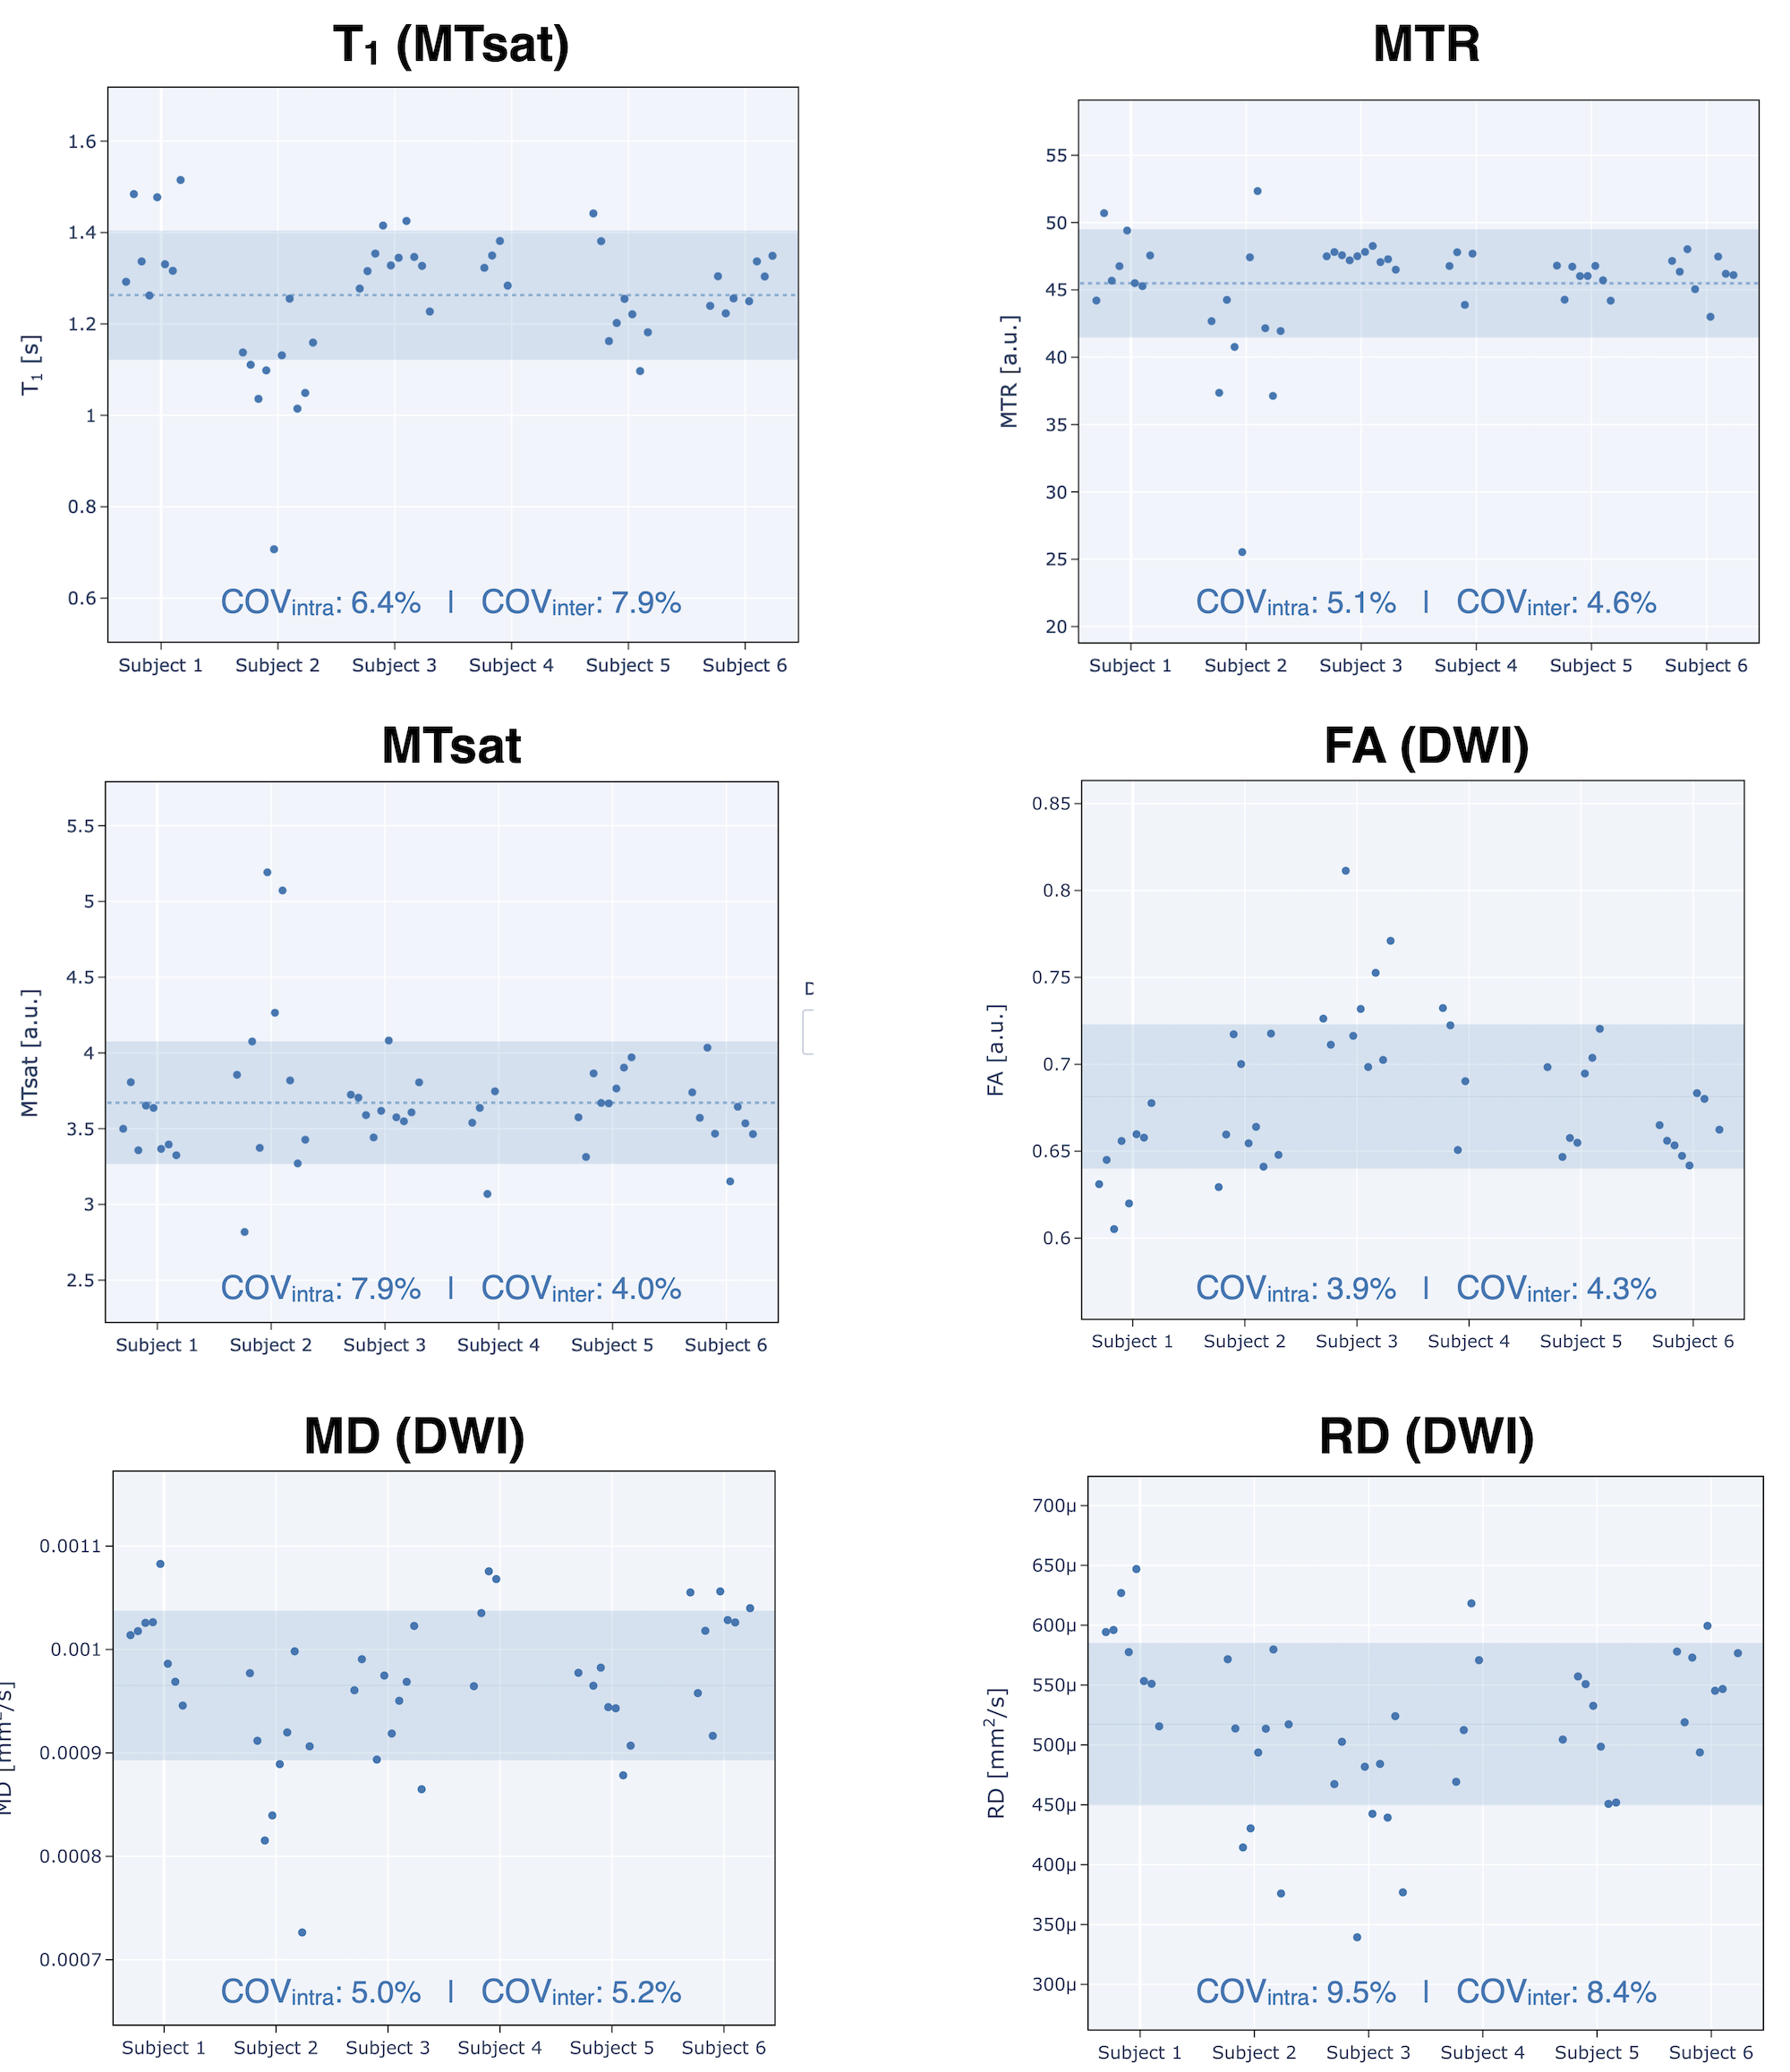 T₁ (MTsat)
1.6
1.4
1.2
1
0.8
0.6
T₁ [s]
COVintra: 6.4% | COVinter: 7.9%
Subject 1 Subject 2 Subject 3 Subject 4 Subject 5 Subject 6
MTR
55
50
45
40
35
30
25
20
MTR [a.u.]
COVintra: 5.1% | COVinter: 4.6%
Subject 1 Subject 2 Subject 3 Subject 4 Subject 5 Subject 6
MTsat
5.5
5
4.5
4
3.5
3
2.5
MTsat [a.u.]
COVintra: 7.9% | COVinter: 4.0%
Subject 1 Subject 2 Subject 3 Subject 4 Subject 5 Subject 6
FA (DWI)
0.85
0.8
0.75
0.7
0.65
0.6
FA [a.u.]
COVintra: 3.9% | COVinter: 4.3%
Subject 1 Subject 2 Subject 3 Subject 4 Subject 5 Subject 6
MD (DWI)
0.0011
0.001
0.0009
0.0008
0.0007
MD [mm²/s]
COVintra: 5.0% | COVinter: 5.2%
Subject 1 Subject 2 Subject 3 Subject 4 Subject 5 Subject 6
RD (DWI)
700μ
650μ
600μ
550μ
500μ
450μ
400μ
350μ
300μ
RD [mm²/s]
COVintra: 9.5% | COVinter: 8.4%
Subject 1 Subject 2 Subject 3 Subject 4 Subject 5 Subject 6